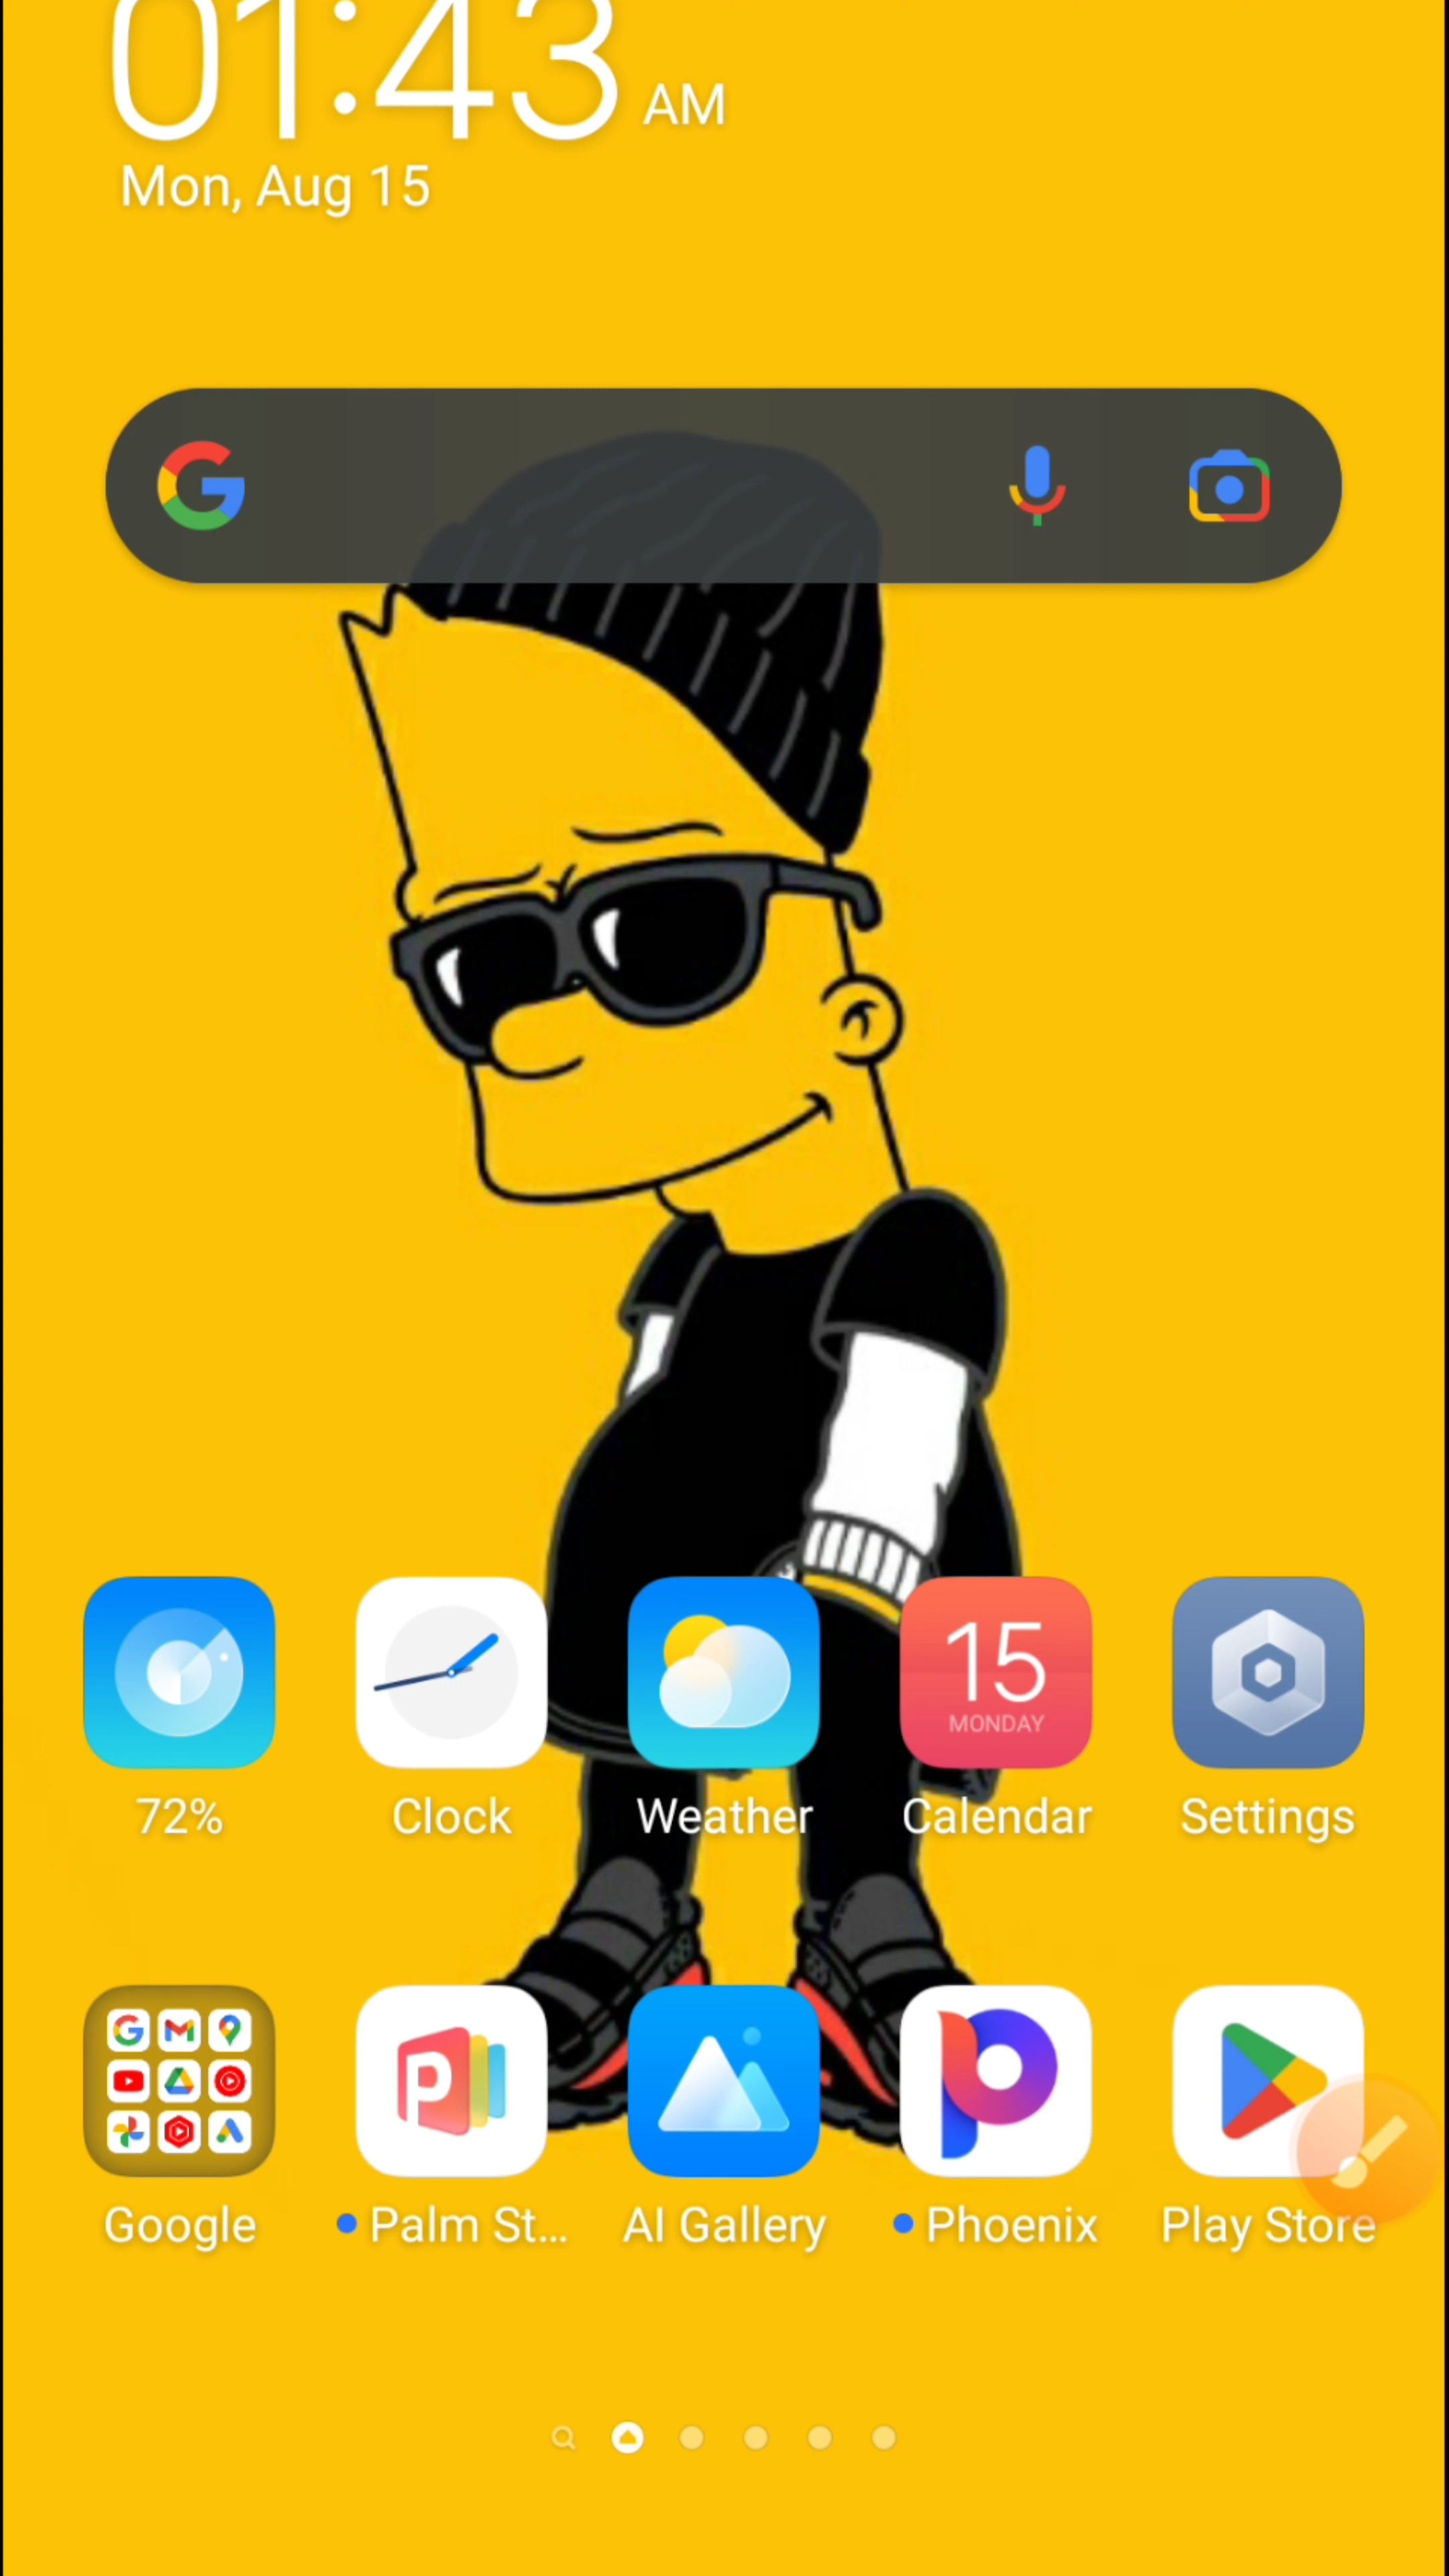 01:43 AM
Mon, Aug 15
15
MONDAY
72%
Clock
Weather
Calendar
Settings
Google
Palm St...
AI Gallery
Phoenix
Play Store